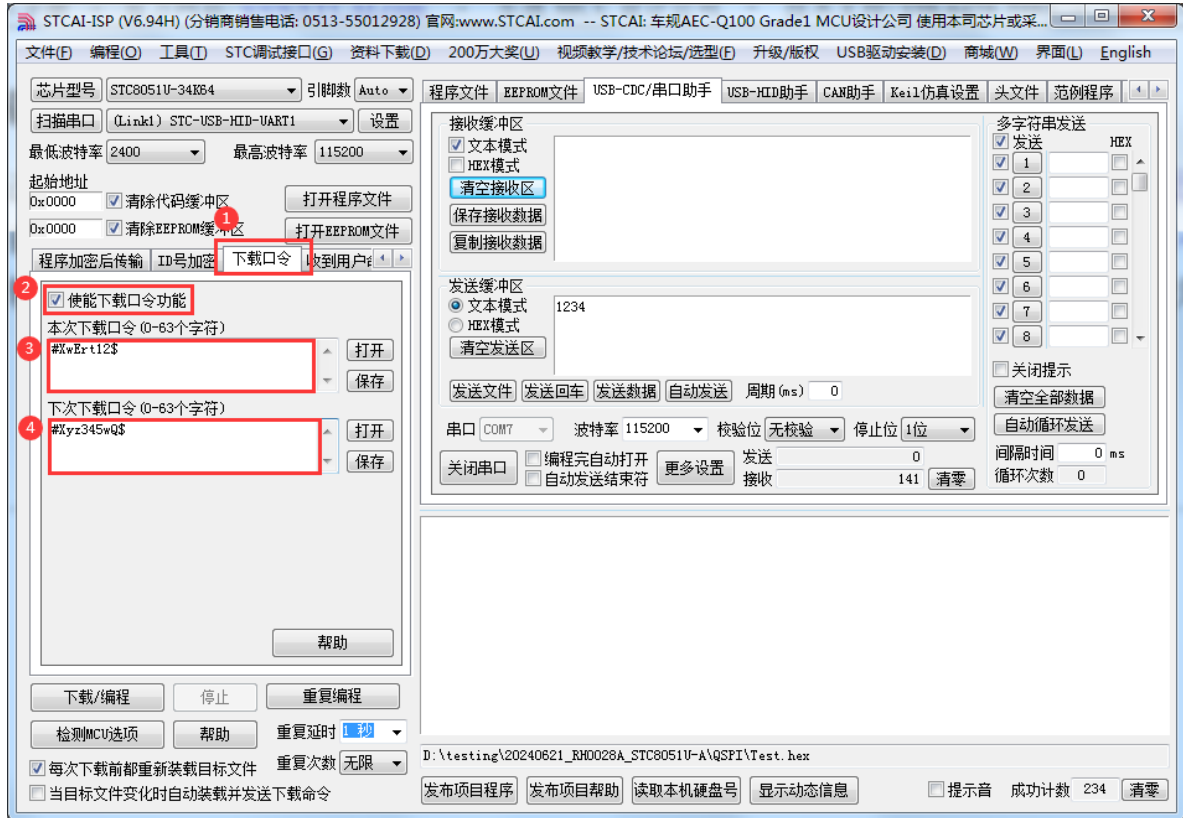 STCAI-ISP (V6.94H) (分销商销售电话: 0513-55012928) 官网:www.STCAI.com -- STCAI: 车规AEC-Q100 Grade1 MCU设计公司 使用本司芯片或采...
文件(F) 编程(O) 工具(T) STC调试接口(G) 资料下载(D) 200万大奖(U) 视频教学/技术论坛/选型(F) 升级/版权 USB驱动安装(D) 商城(W) 界面(L) English
芯片型号 STC8051U-34K64 引脚数 Auto
扫描串口 (Link1) STC-USB-HID-UART1 设置
最低波特率 2400 最高波特率 115200
起始地址
0x0000 清除代码缓冲区 打开程序文件
0x0000 清除EEPROM缓冲区 打开EEPROM文件
1
程序加密后传输 ID号加密 下载口令 收到用户
2
使能下载口令功能
本次下载口令(0-63个字符)
3
#XwErt12$
打开
保存
下次下载口令(0-63个字符)
4
#Xyz345wQ$
打开
保存
帮助
下载/编程 停止 重复编程
检测MCU选项 帮助 重复延时 1 秒
每次下载前都重新装载目标文件 重复次数 无限
当目标文件变化时自动装载并发送下载命令
程序文件 EEPROM文件 USB-CDC/串口助手 USB-HID助手 CAN助手 Keil仿真设置 头文件 范例程序
接收缓冲区
文本模式
HEX模式
清空接收区
保存接收数据
复制接收数据
发送缓冲区
文本模式
HEX模式
清空发送区
1234
发送文件 发送回车 发送数据 自动发送 周期(ms) 0
串口 COM7 波特率 115200 校验位 无校验 停止位 1位
关闭串口 编程完自动打开 更多设置 发送 0
自动发送结束符 接收 141 清零
多字符串发送
发送 HEX
1
2
3
4
5
6
7
8
关闭提示
清空全部数据
自动循环发送
间隔时间 0 ms
循环次数 0
D:\testing\20240621_RH0028A_STC8051U-A\QSPI\Test.hex
发布项目程序 发布项目帮助 读取本机硬盘号 显示动态信息 提示音 成功计数 234 清零